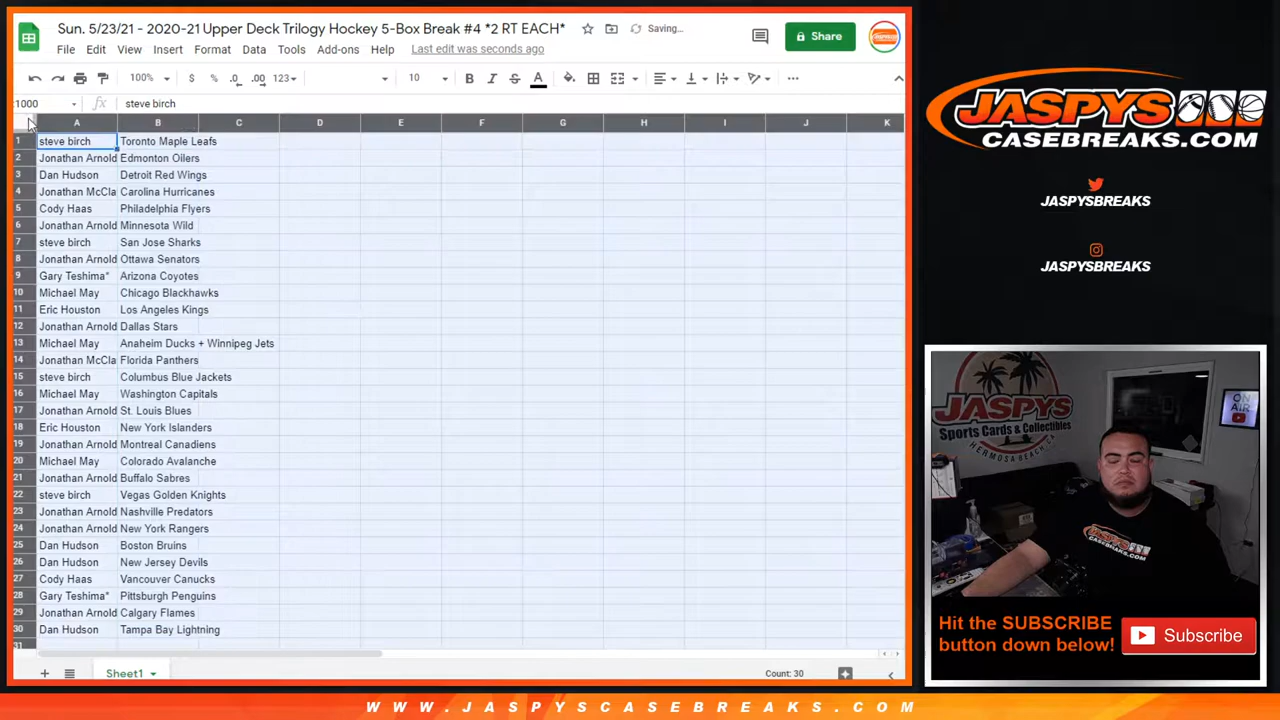 Sun. 5/23/21 - 2020-21 Upper Deck Trilogy Hockey 5-Box Break #4 *2 RT EACH*
Saving...
Share
File Edit View Insert Format Data Tools Add-ons Help Last edit was seconds ago
100% $ % .0 .00 123 10 B I S A
1000 fx steve birch
A B C D E F G H I J K
1 steve birch Toronto Maple Leafs
2 Jonathan Arnold Edmonton Oilers
3 Dan Hudson Detroit Red Wings
4 Jonathan McCla Carolina Hurricanes
5 Cody Haas Philadelphia Flyers
6 Jonathan Arnold Minnesota Wild
7 steve birch San Jose Sharks
8 Jonathan Arnold Ottawa Senators
9 Gary Teshima* Arizona Coyotes
10 Michael May Chicago Blackhawks
11 Eric Houston Los Angeles Kings
12 Jonathan Arnold Dallas Stars
13 Michael May Anaheim Ducks + Winnipeg Jets
14 Jonathan McCla Florida Panthers
15 steve birch Columbus Blue Jackets
16 Michael May Washington Capitals
17 Jonathan Arnold St. Louis Blues
18 Eric Houston New York Islanders
19 Jonathan Arnold Montreal Canadiens
20 Michael May Colorado Avalanche
21 Jonathan Arnold Buffalo Sabres
22 steve birch Vegas Golden Knights
23 Jonathan Arnold Nashville Predators
24 Jonathan Arnold New York Rangers
25 Dan Hudson Boston Bruins
26 Dan Hudson New Jersey Devils
27 Cody Haas Vancouver Canucks
28 Gary Teshima* Pittsburgh Penguins
29 Jonathan Arnold Calgary Flames
30 Dan Hudson Tampa Bay Lightning
31
Sheet1 Count: 30
JASPYS
CASEBREAKS.COM
JASPYSBREAKS
JASPYSBREAKS
JASPYS
Sports Cards & Collectibles
HERMOSA BEACH
ON
AIR
JASPYS
CASEBREAKS.COM
Hit the SUBSCRIBE
button down below!
Subscribe
WWW.JASPYSCASEBREAKS.COM